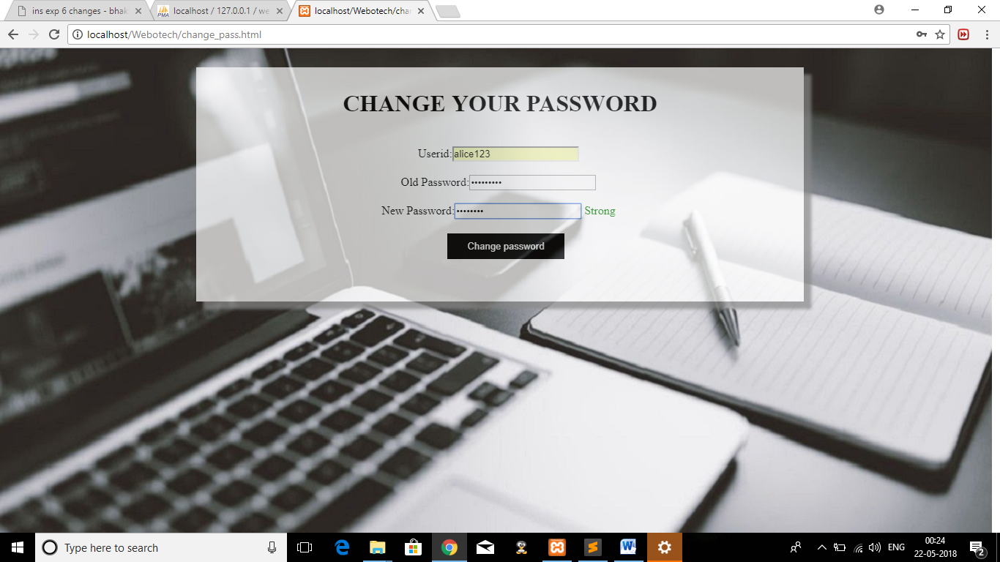 ins exp 6 changes - bhak
localhost / 127.0.0.1 / we
localhost/Webotech/cha
localhost/Webotech/change_pass.html
CHANGE YOUR PASSWORD
Userid: alice123
Old Password: •••••••••
New Password: •••••••• Strong
Change password
Type here to search
ENG
00:24
22-05-2018
2